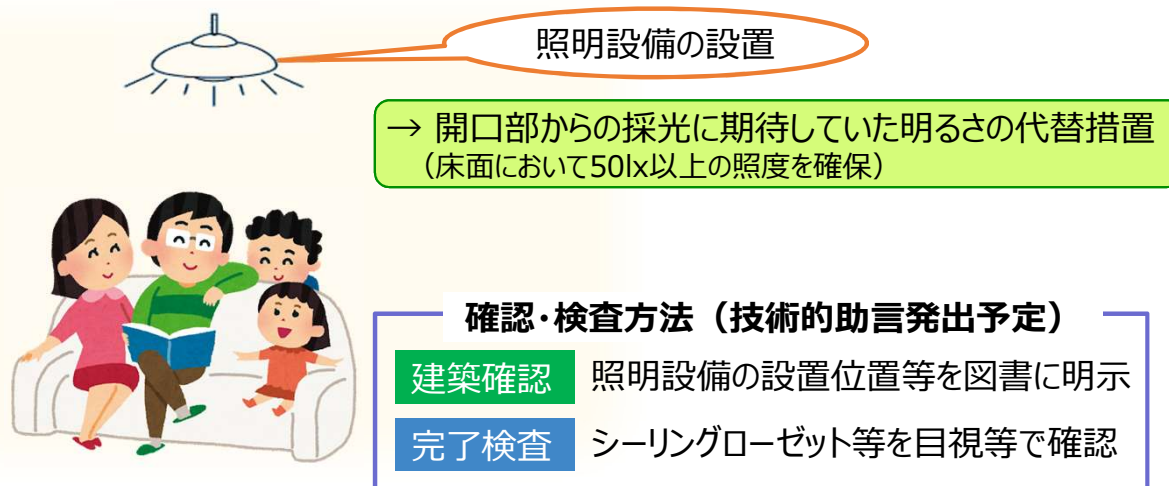 照明設備の設置
→ 開口部からの採光に期待していた明るさの代替措置
（床面において50lx以上の照度を確保）
確認・検査方法（技術的助言発出予定）
建築確認 照明設備の設置位置等を図書に明示
完了検査 シーリングローゼット等を目視等で確認